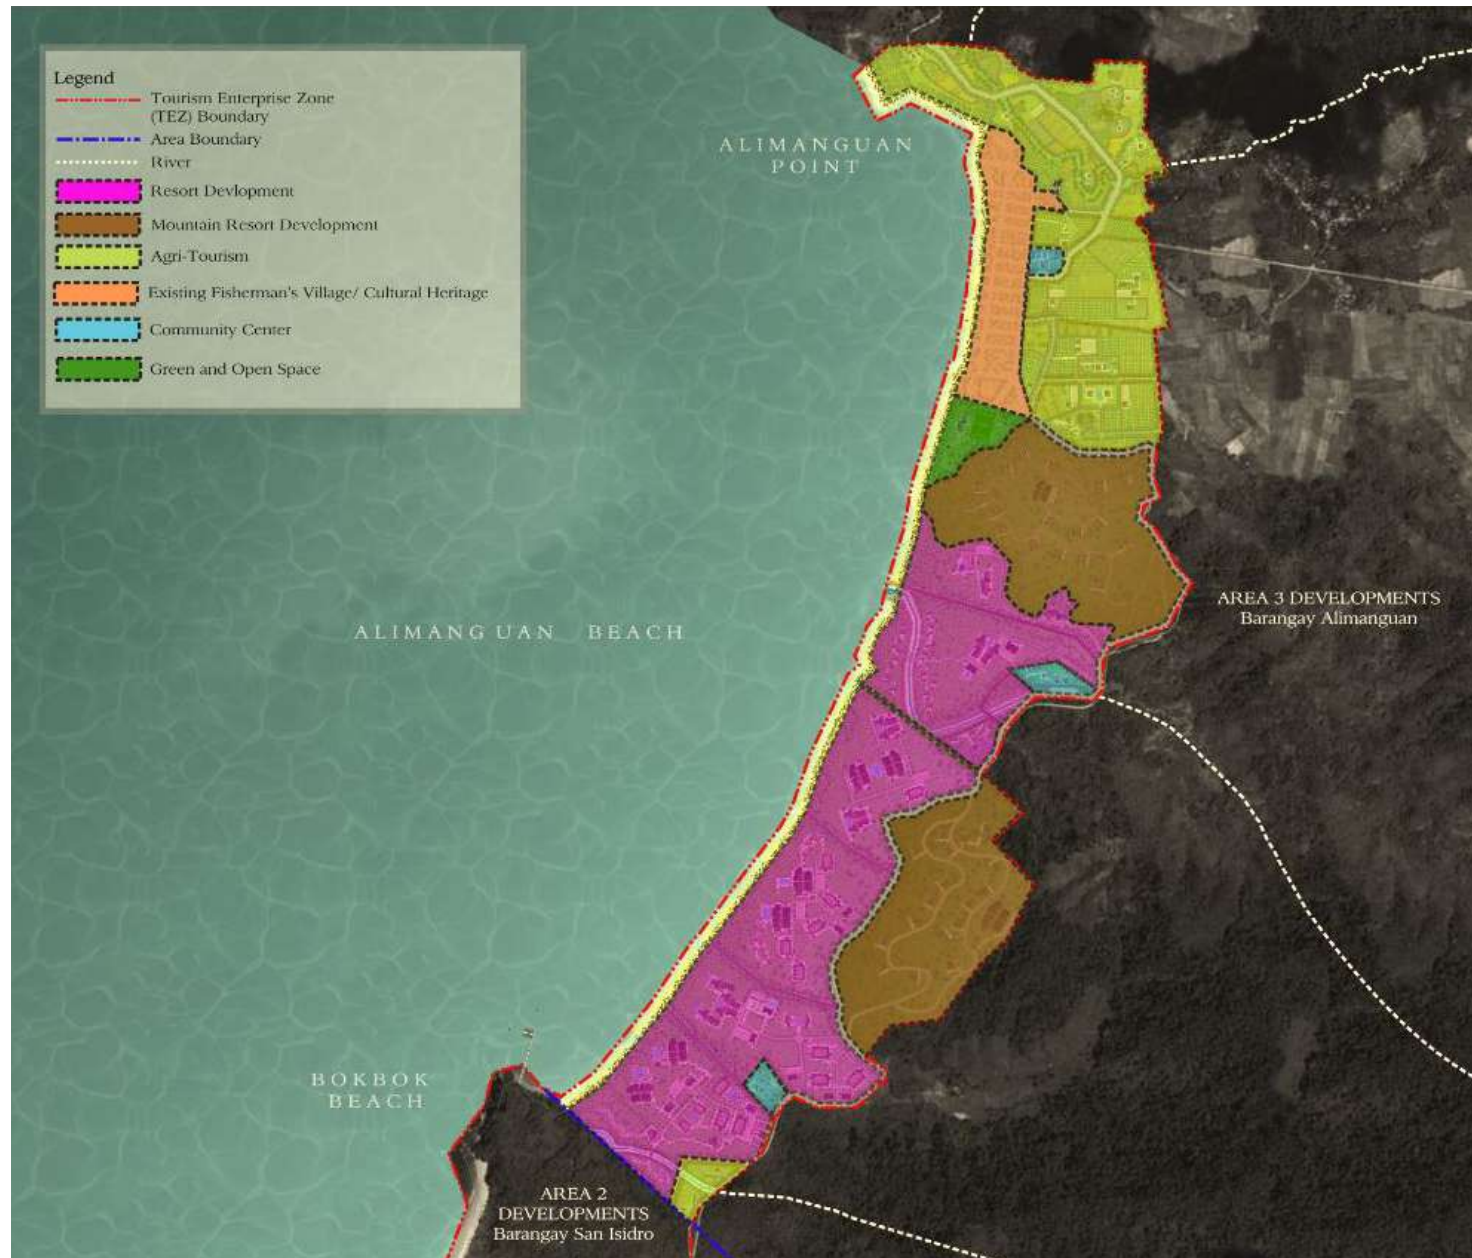 Legend
Tourism Enterprise Zone
(TEZ) Boundary
Area Boundary
River
Resort Devlopment
Mountain Resort Development
Agri-Tourism
Existing Fisherman's Village/ Cultural Heritage
Community Center
Green and Open Space
ALIMANGUAN
POINT
ALIMANGUAN BEACH
AREA 3 DEVELOPMENTS
Barangay Alimanguan
BOKBOK
BEACH
AREA 2
DEVELOPMENTS
Barangay San Isidro